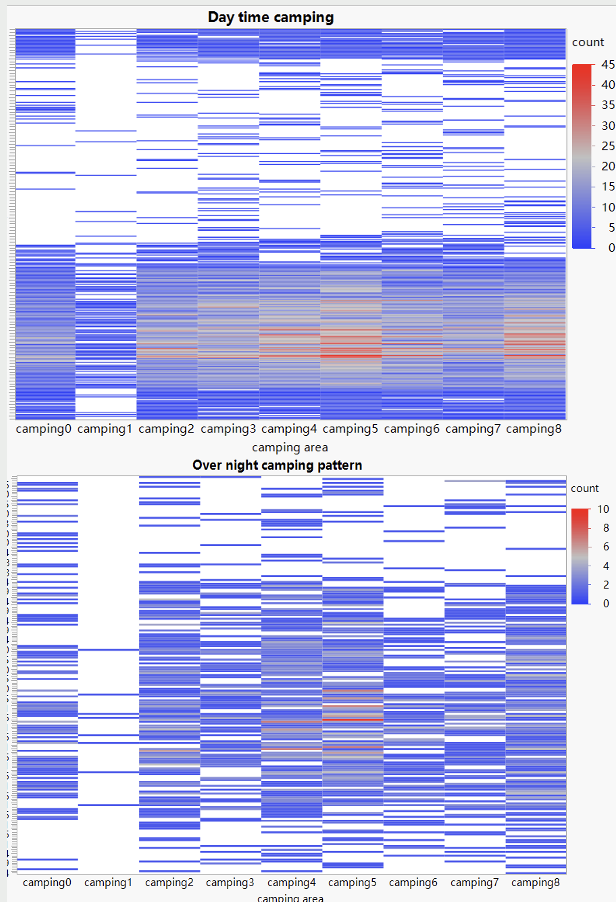 Day time camping
count
45
40
35
30
25
20
15
10
5
0
camping0 camping1 camping2 camping3 camping4 camping5 camping6 camping7 camping8
camping area
Over night camping pattern
count
10
8
6
4
2
0
camping0 camping1 camping2 camping3 camping4 camping5 camping6 camping7 camping8
camping area